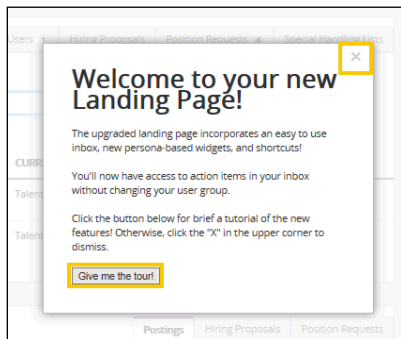 Users Hiring Proposals Position Requests 4 Special Handling Lists
×
Welcome to your new
Landing Page!
The upgraded landing page incorporates an easy to use
inbox, new persona-based widgets, and shortcuts!
CURR
You'll now have access to action items in your inbox
Talent
without changing your user group.
Click the button below for brief a tutorial of the new
Talent
features! Otherwise, click the "X" in the upper corner to
dismiss.
Give me the tour!
Postings Hiring Proposals Position Requests